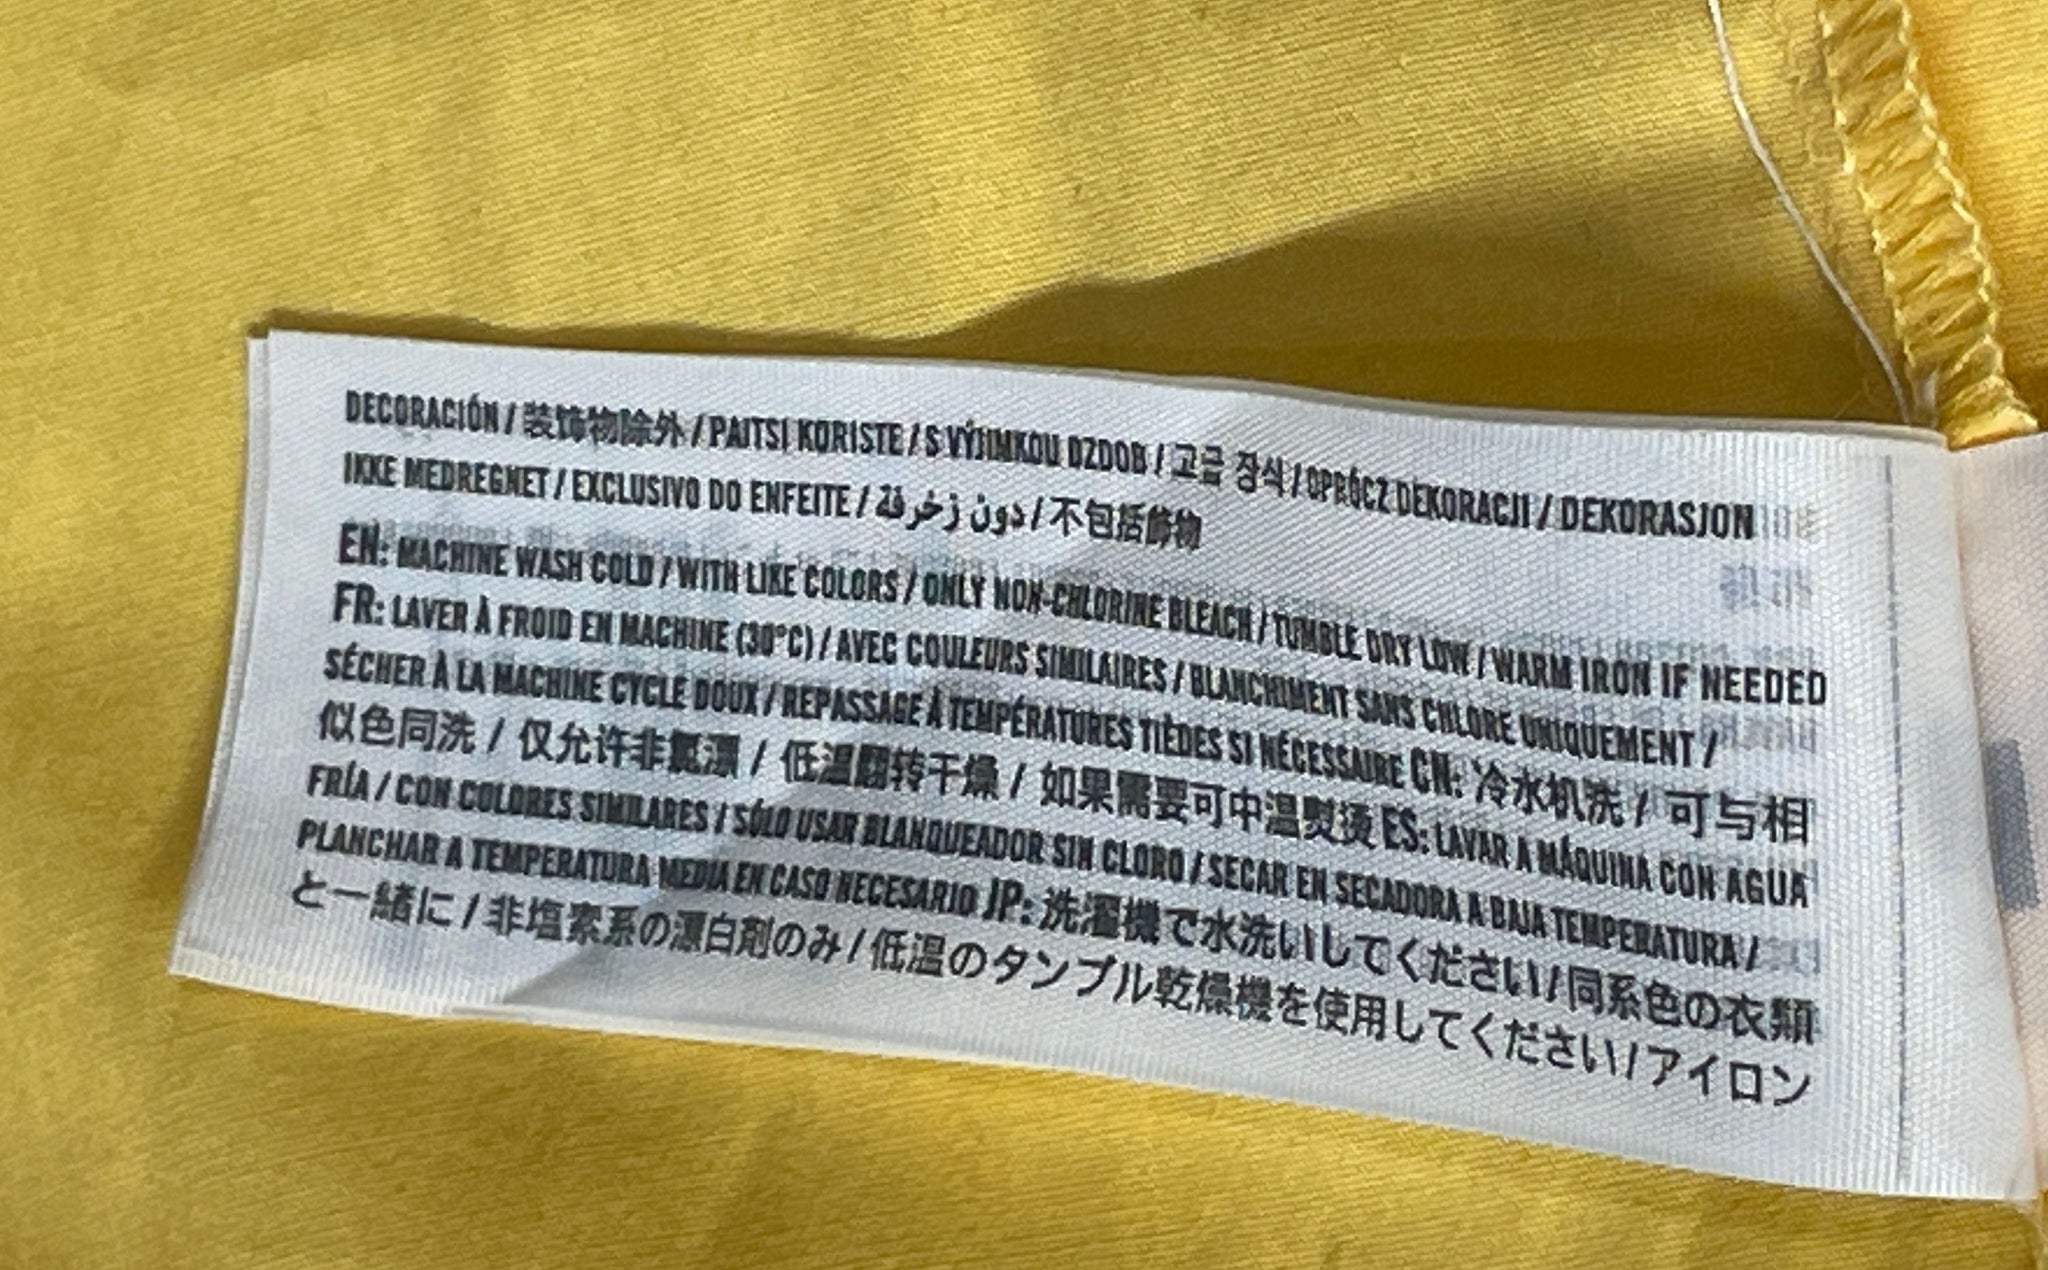 DECORACIÓN / 装饰物除外 / PAITSI KORISTE / S VÝJIMKOU OZDOB / 고급 장식 / OPRÓCZ DEKORACJI / DEKORASJON
IKKE MEDREGNET / EXCLUSIVO DO ENFEITE / دون زخرفة / 不包括飾物
EN: MACHINE WASH COLD / WITH LIKE COLORS / ONLY NON-CHLORINE BLEACH / TUMBLE DRY LOW / WARM IRON IF NEEDED
FR: LAVER À FROID EN MACHINE (30°C) / AVEC COULEURS SIMILAIRES / BLANCHIMENT SANS CHLORE UNIQUEMENT /
SÉCHER À LA MACHINE CYCLE DOUX / REPASSAGE À TEMPÉRATURES TIÈDES SI NÉCESSAIRE CN: 冷水机洗 / 可与相
似色同洗 / 仅允许非氯漂 / 低温翻转干燥 / 如果需要可中温熨烫 ES: LAVAR A MÁQUINA CON AGUA
FRÍA / CON COLORES SIMILARES / SÓLO USAR BLANQUEADOR SIN CLORO / SECAR EN SECADORA A BAJA TEMPERATURA /
PLANCHAR A TEMPERATURA MEDIA EN CASO NECESARIO JP: 洗濯機で水洗いしてください/同系色の衣類
と一緒に / 非塩素系の漂白剤のみ / 低温のタンブル乾燥機を使用してください/アイロン